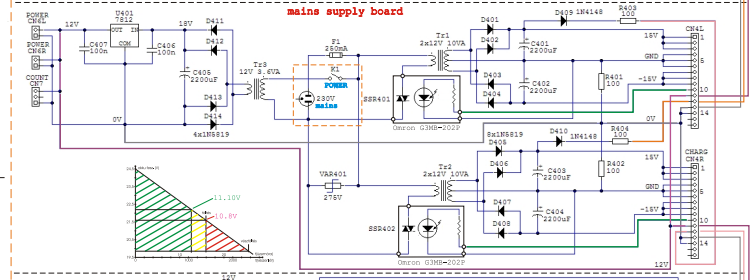 mains supply board
POWER
CN6L
12V
U401
7812
18V
D411
IN
OUT
COM
D412
C407
100n
C406
100n
POWER
CN6R
COUNT
CN7
C405
2200uF
D413
D414
4x1N5819
0V
Tr3
12V 3.6VA
F1
250mA
K1
POWER
230V
mains
VAR401
275V
Tr1
2x12V 10VA
SSR401
Omron G3MB-202P
D401
D402
D403
D404
D409
1N4148
R403
100
C401
2200uF
C402
2200uF
R401
100
CN4L
15V
1
GND
5
-15V
10
0V
14
8x1N5819
D405
D406
D407
D408
D410
1N4148
R404
100
Tr2
2x12V 10VA
SSR402
Omron G3MB-202P
C403
2200uF
C404
2200uF
R402
100
CHARG
CN4R
15V
1
GND
5
-15V
10
12V
14
11.10V
10.8V
12V